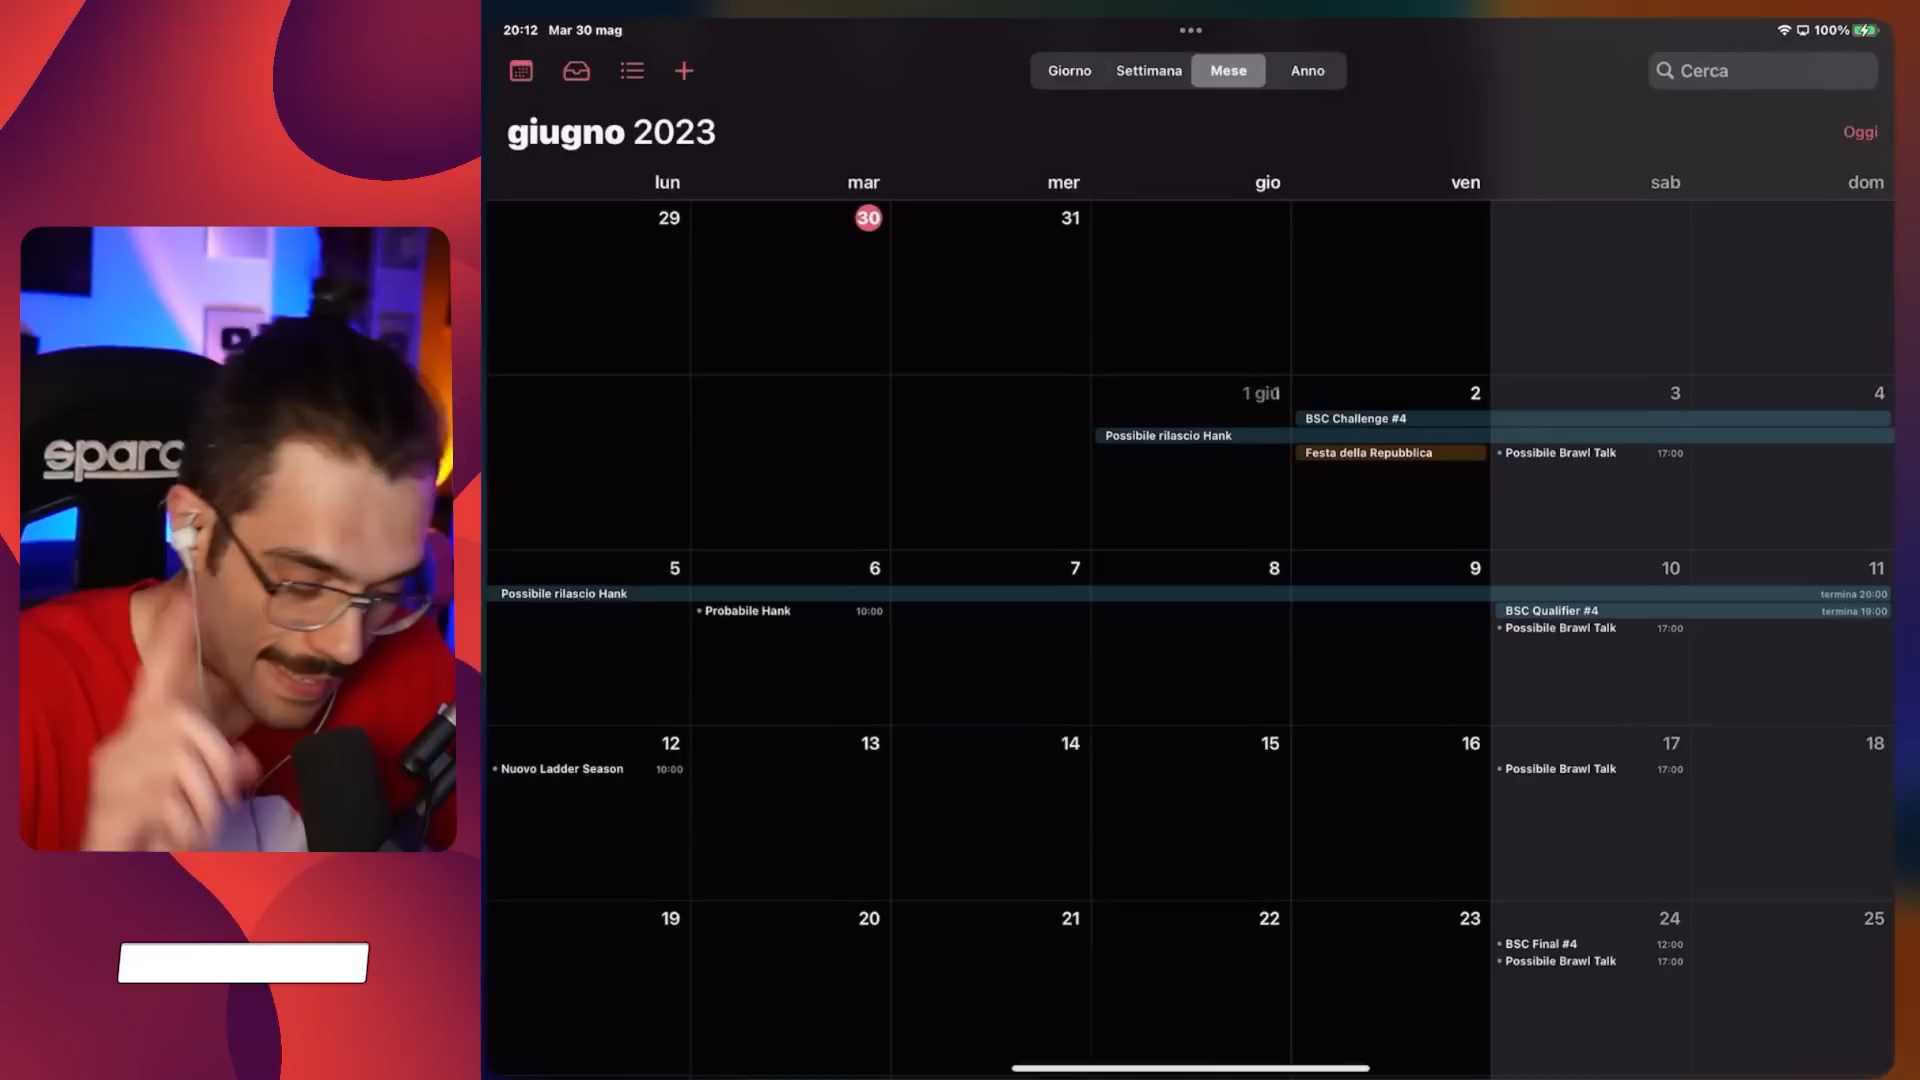 20:12 Mar 30 mag
100%
Giorno Settimana Mese Anno
Cerca
giugno 2023
Oggi
lun mar mer gio ven sab dom
29 30 31
1 2 3 4
BSC Challenge #4
Possibile rilascio Hank
Festa della Repubblica
Possibile Brawl Talk 17:00
5 6 7 8 9 10 11
Possibile rilascio Hank termina 20:00
Probabile Hank 10:00
BSC Qualifier #4 termina 19:00
Possibile Brawl Talk 17:00
12 13 14 15 16 17 18
Nuovo Ladder Season 10:00
Possibile Brawl Talk 17:00
19 20 21 22 23 24 25
BSC Final #4 12:00
Possibile Brawl Talk 17:00